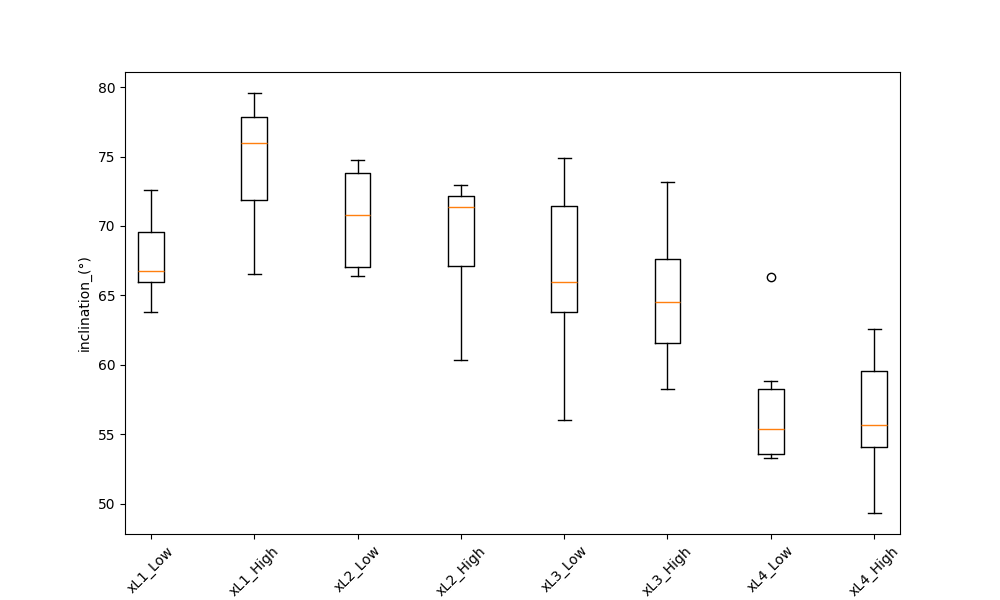 80
75
70
65
60
55
50
inclination_(°)
xL1_Low
xL1_High
xL2_Low
xL2_High
xL3_Low
xL3_High
xL4_Low
xL4_High